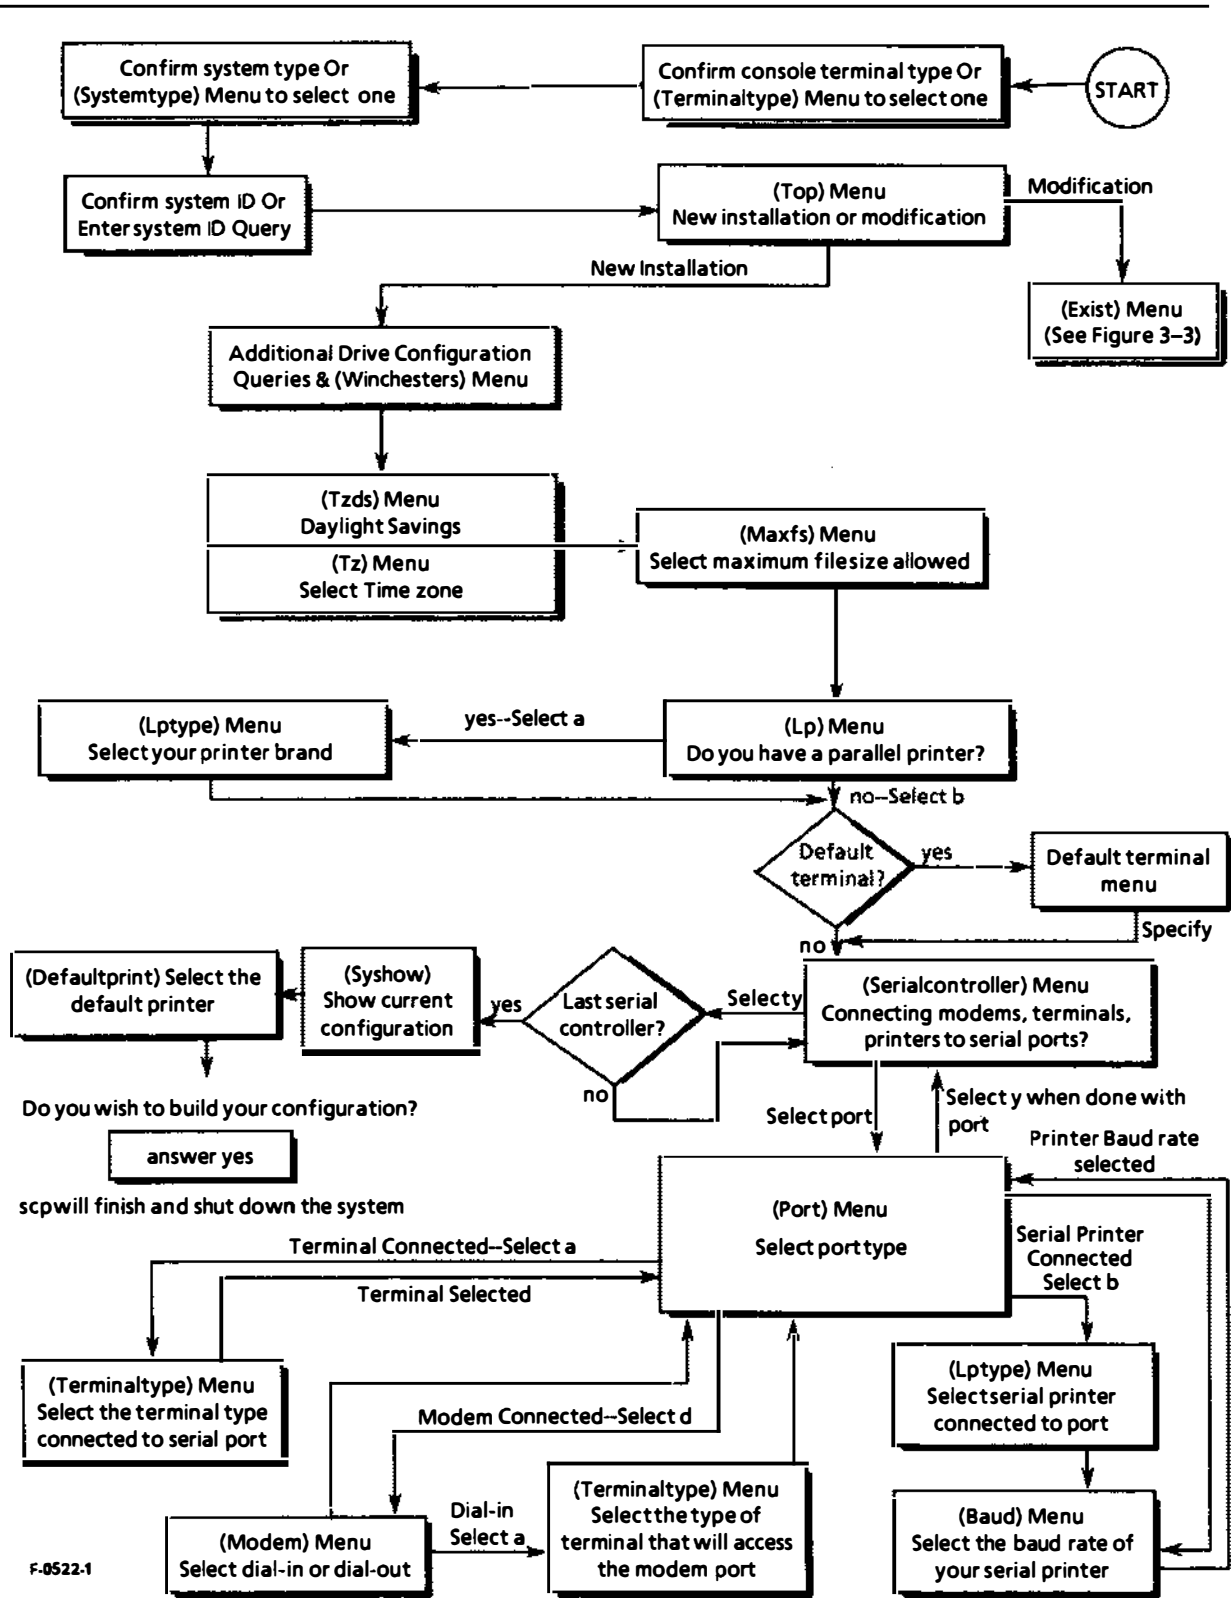 START
Confirm console terminal type Or
(Terminaltype) Menu to select one
Confirm system type Or
(Systemtype) Menu to select one
Confirm system ID Or
Enter system ID Query
(Top) Menu
New installation or modification
Modification
(Exist) Menu
(See Figure 3–3)
New Installation
Additional Drive Configuration
Queries & (Winchesters) Menu
(Tzds) Menu
Daylight Savings
(Tz) Menu
Select Time zone
(Maxfs) Menu
Select maximum filesize allowed
(Lp) Menu
Do you have a parallel printer?
yes--Select a
(Lptype) Menu
Select your printer brand
no--Select b
Default
terminal?
yes
Default terminal
menu
Specify
no
(Serialcontroller) Menu
Connecting modems, terminals,
printers to serial ports?
Select y
Last serial
controller?
yes
no
(Syshow)
Show current
configuration
(Defaultprint) Select the
default printer
Do you wish to build your configuration?
answer yes
scp will finish and shut down the system
Select port
Select y when done with
port
(Port) Menu
Select port type
Printer Baud rate
selected
Serial Printer
Connected
Select b
Terminal Connected--Select a
Terminal Selected
(Terminaltype) Menu
Select the terminal type
connected to serial port
Modem Connected--Select d
(Modem) Menu
Select dial-in or dial-out
Dial-in
Select a
(Terminaltype) Menu
Select the type of
terminal that will access
the modem port
(Lptype) Menu
Select serial printer
connected to port
(Baud) Menu
Select the baud rate of
your serial printer
F-0522-1